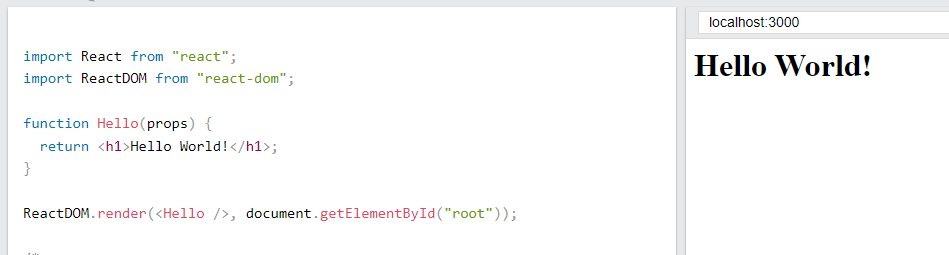 import React from "react";
import ReactDOM from "react-dom";
function Hello(props) {
  return <h1>Hello World!</h1>;
}
ReactDOM.render(<Hello />, document.getElementById("root"));
/*
localhost:3000
Hello World!